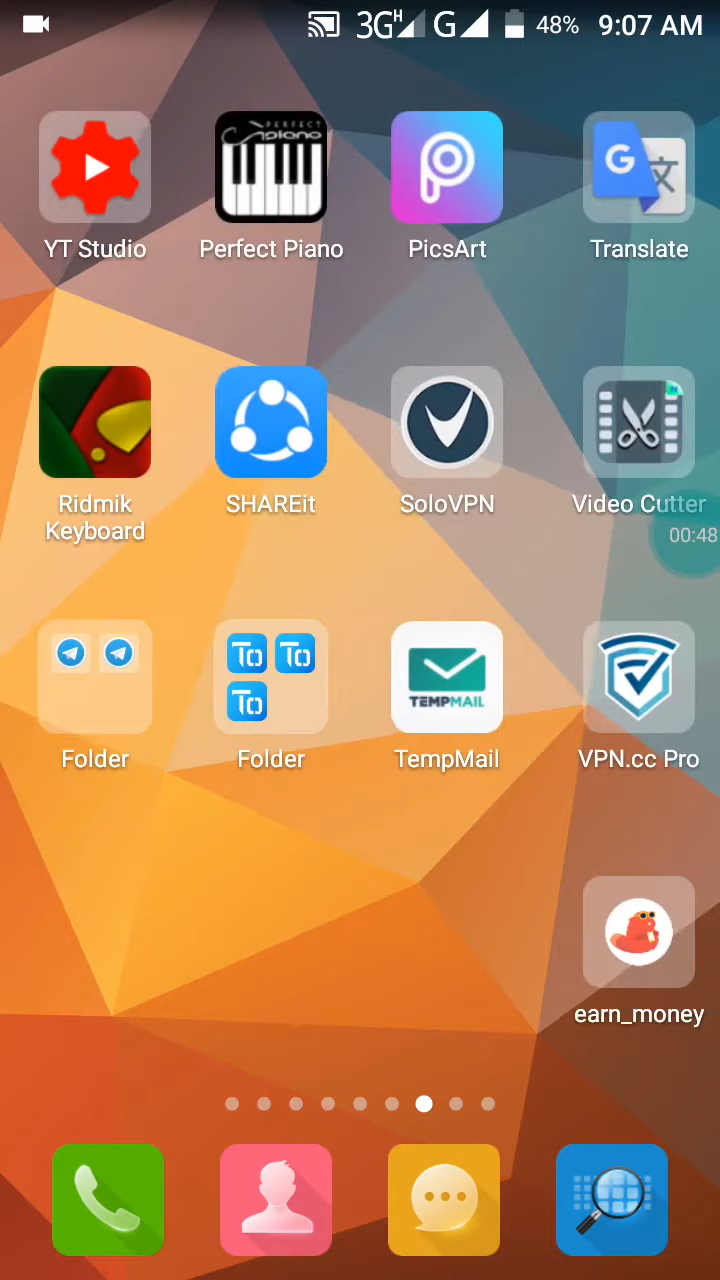 3G H G 48% 9:07 AM
YT Studio Perfect Piano PicsArt Translate
Ridmik Keyboard SHAREit SoloVPN Video Cutter
00:48
Folder Folder TempMail VPN.cc Pro
earn_money
PERFECT
piano
G 文
N
To To
To
TEMPMAIL